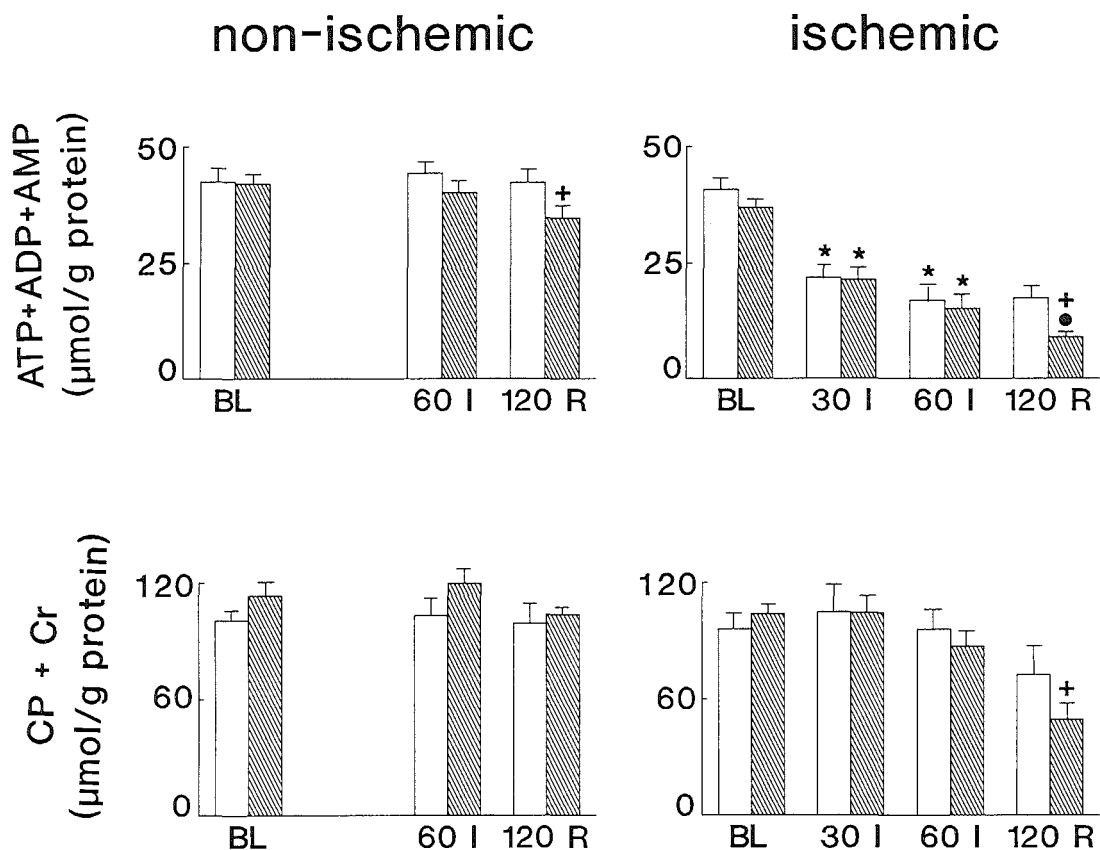 non-ischemic
ischemic
ATP+ADP+AMP
(μmol/g protein)
50
25
0
+
BL
60 I
120 R
50
25
0
* *
* *
+
●
BL
30 I
60 I
120 R
CP + Cr
(μmol/g protein)
120
60
0
BL
60 I
120 R
120
60
0
+
BL
30 I
60 I
120 R